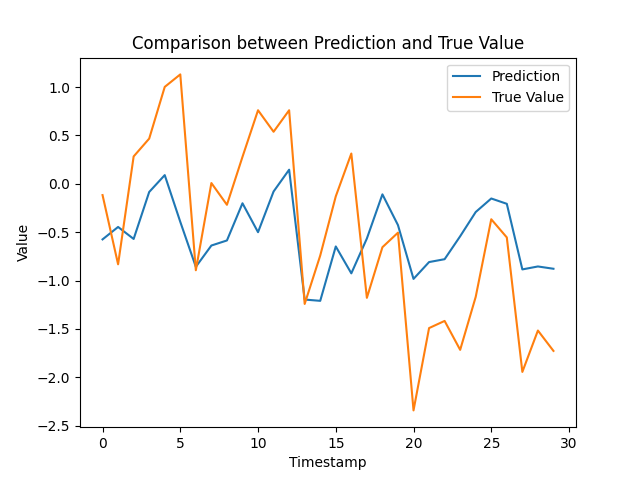 Comparison between Prediction and True Value
Prediction
True Value
1.0
0.5
0.0
−0.5
−1.0
−1.5
−2.0
−2.5
Value
0 5 10 15 20 25 30
Timestamp